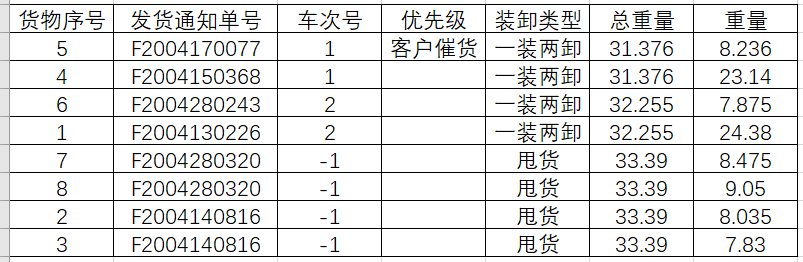 货物序号 发货通知单号 车次号 优先级 装卸类型 总重量 重量
5 F2004170077 1 客户催货 一装两卸 31.376 8.236
4 F2004150368 1 一装两卸 31.376 23.14
6 F2004280243 2 一装两卸 32.255 7.875
1 F2004130226 2 一装两卸 32.255 24.38
7 F2004280320 -1 甩货 33.39 8.475
8 F2004280320 -1 甩货 33.39 9.05
2 F2004140816 -1 甩货 33.39 8.035
3 F2004140816 -1 甩货 33.39 7.83